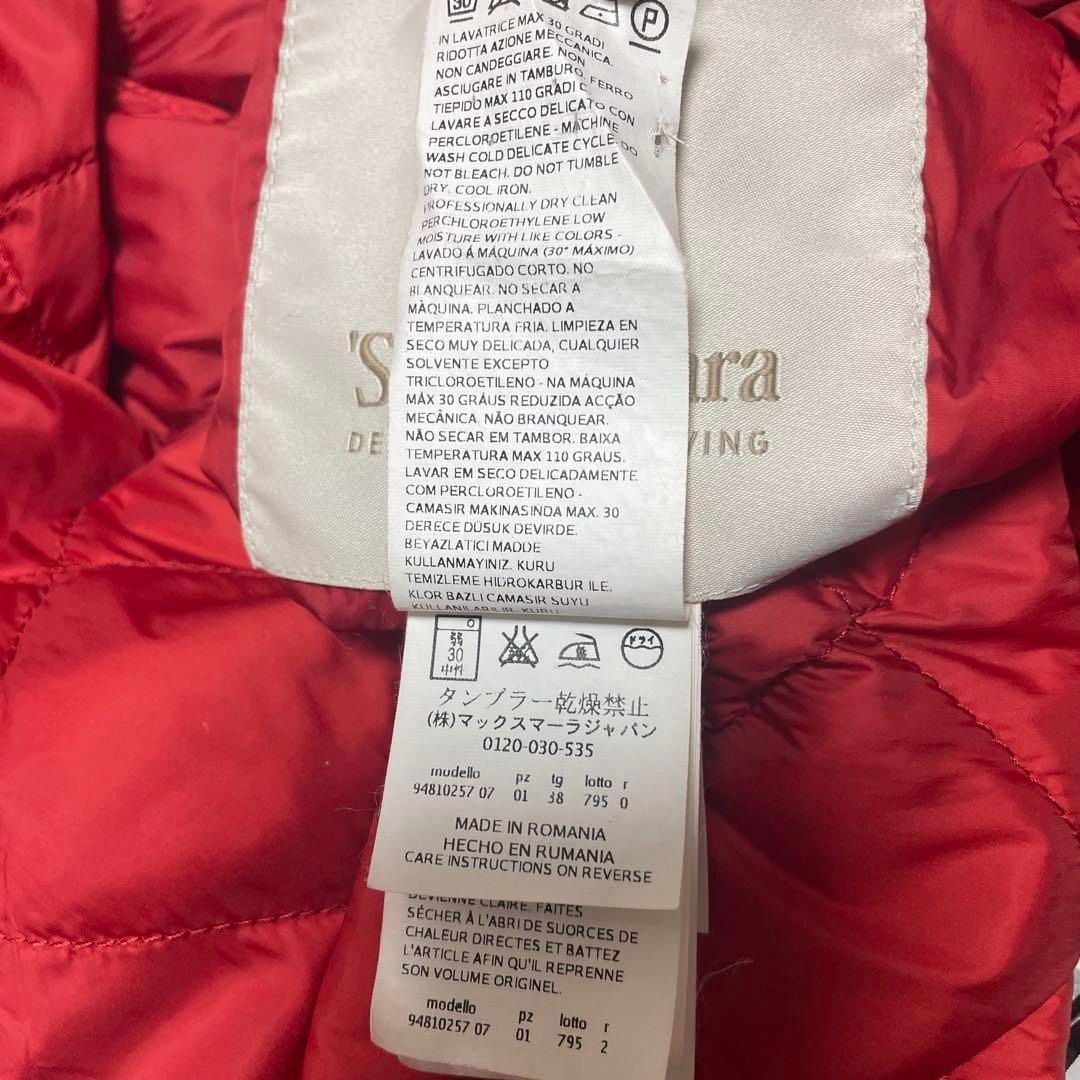 30
P
IN LAVATRICE MAX 30 GRADI
RIDOTTA AZIONE MECCANICA.
NON CANDEGGIARE. NON
ASCIUGARE IN TAMBURO. FERRO
TIEPIDO MAX 110 GRADI C
LAVARE A SECCO DELICATO CON
PERCLOROETILENE - MACHINE
WASH COLD DELICATE CYCLE. DO
NOT BLEACH. DO NOT TUMBLE
DRY. COOL IRON.
PROFESSIONALLY DRY CLEAN
PERCHLOROETHYLENE LOW
MOISTURE WITH LIKE COLORS -
LAVADO Á MÁQUINA (30° MÁXIMO)
CENTRIFUGADO CORTO. NO
BLANQUEAR. NO SECAR A
MÀQUINA. PLANCHADO A
TEMPERATURA FRIA. LIMPIEZA EN
SECO MUY DELICADA, CUALQUIER
SOLVENTE EXCEPTO
TRICLOROETILENO - NA MÁQUINA
MÁX 30 GRÁUS REDUZIDA ACÇÃO
MECÂNICA. NÃO BRANQUEAR.
NÃO SECAR EM TAMBOR. BAIXA
TEMPERATURA MAX 110 GRAUS.
LAVAR EM SECO DELICADAMENTE
COM PERCLOROETILENO -
CAMASIR MAKINASINDA MAX. 30
DERECE DÜSUK DEVIRDE.
BEYAZLATICI MADDE
KULLANMAYINIZ. KURU
TEMIZLEME HIDROKARBUR ILE.
KLOR BAZLI CAMASIR SUYU
KULLANILABILIR. KURU
'S ara
DE VING
弱
30
中性
低
ドライ
タンブラー乾燥禁止
(株)マックスマーラジャパン
0120-030-535
modello pz tg lotto r
94810257 07 01 38 795 0
MADE IN ROMANIA
HECHO EN RUMANIA
CARE INSTRUCTIONS ON REVERSE
DEVIENNE CLAIRE. FAITES
SÉCHER À L'ABRI DE SUORCES DE
CHALEUR DIRECTES ET BATTEZ
L'ARTICLE AFIN QU'IL REPRENNE
SON VOLUME ORIGINEL.
modello pz lotto r
94810257 07 01 795 2